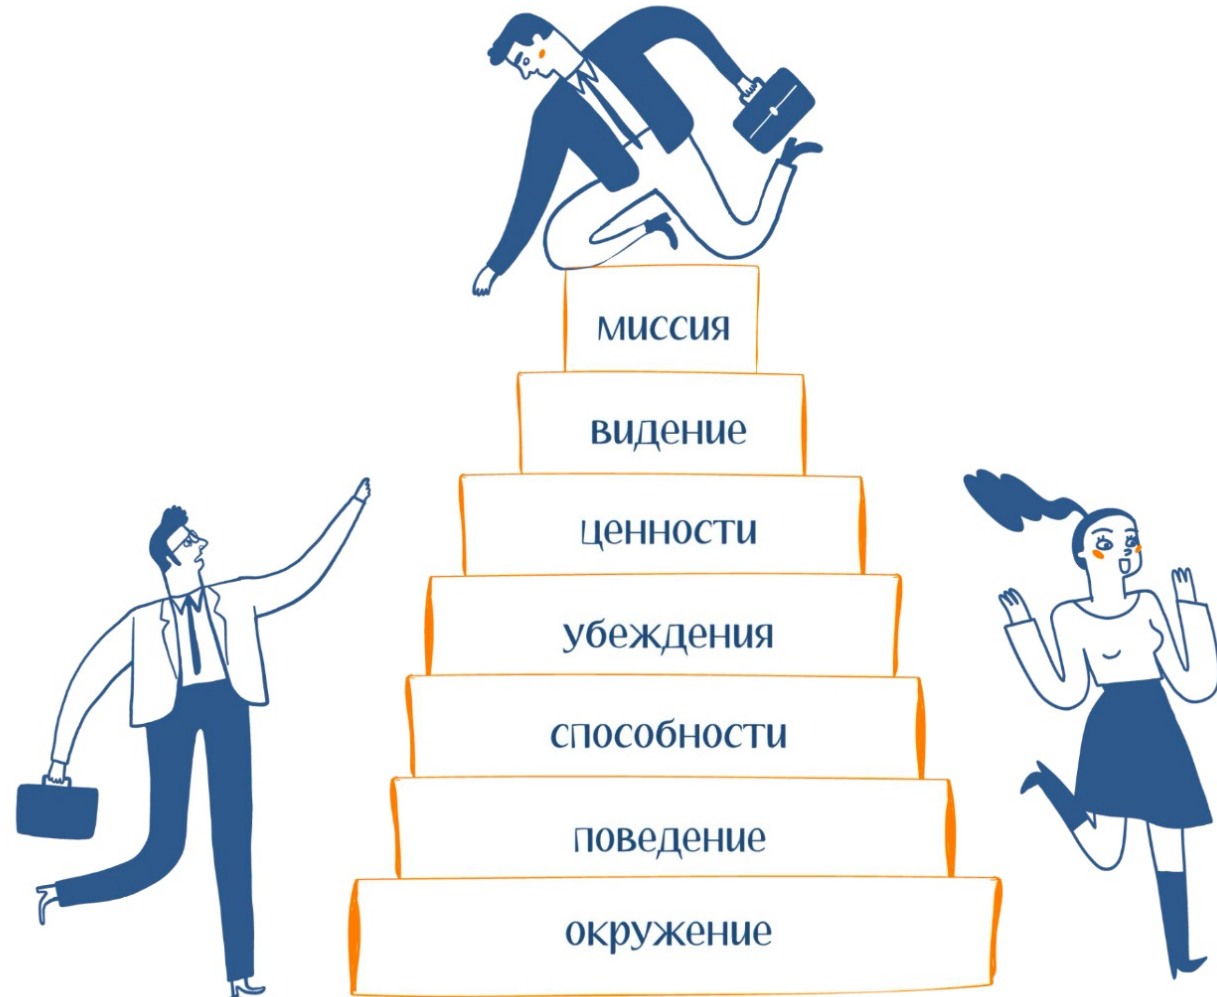 миссия
видение
ценности
убеждения
способности
поведение
окружение